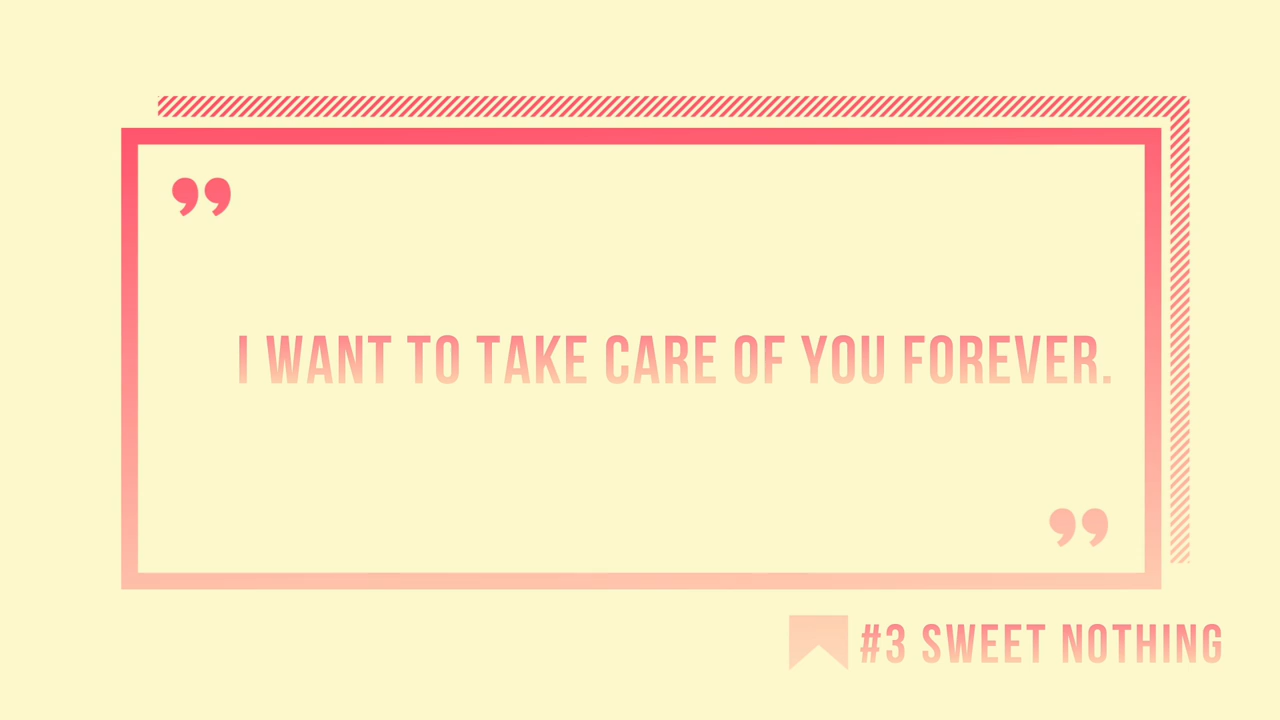 ”
I WANT TO TAKE CARE OF YOU FOREVER.
”
#3 SWEET NOTHING